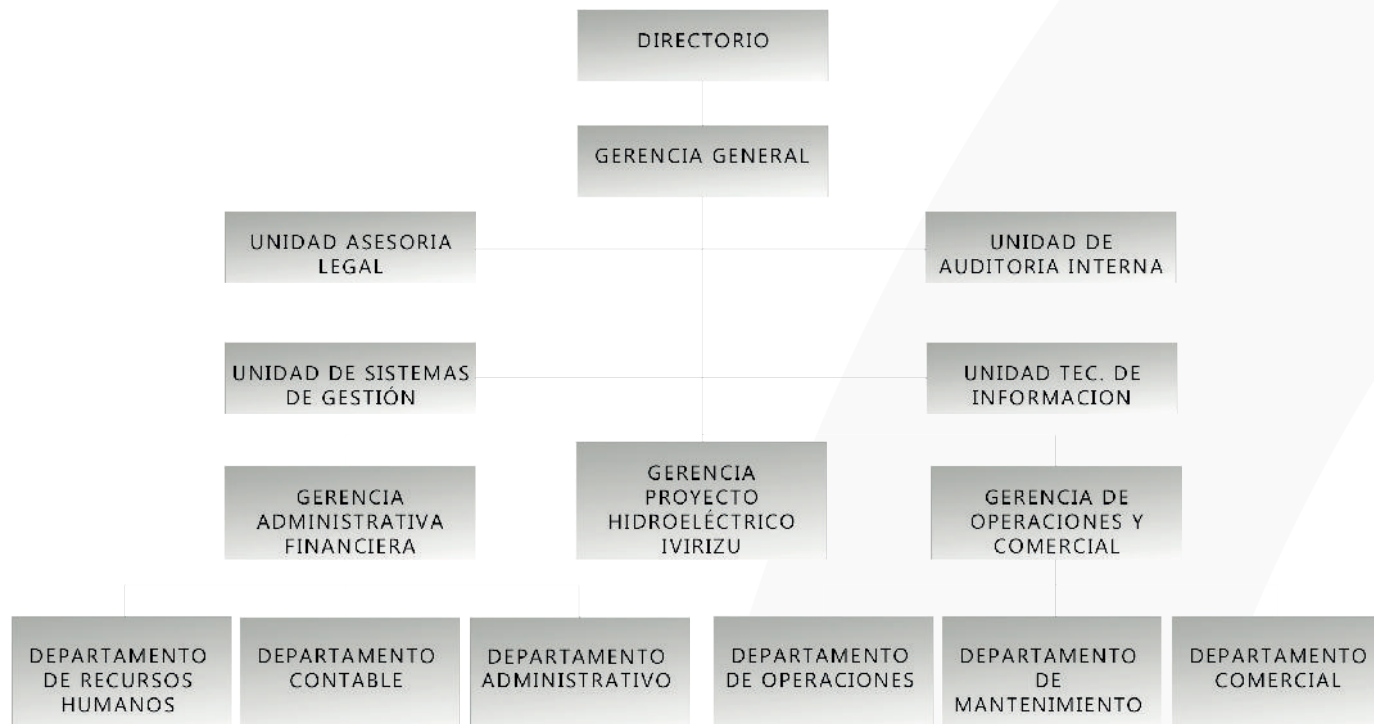 DIRECTORIO
GERENCIA GENERAL
UNIDAD ASESORIA
LEGAL
UNIDAD DE
AUDITORIA INTERNA
UNIDAD DE SISTEMAS
DE GESTIÓN
UNIDAD TEC. DE
INFORMACION
GERENCIA
ADMINISTRATIVA
FINANCIERA
GERENCIA
PROYECTO
HIDROELÉCTRICO
IVIRIZU
GERENCIA DE
OPERACIONES Y
COMERCIAL
DEPARTAMENTO
DE RECURSOS
HUMANOS
DEPARTAMENTO
CONTABLE
DEPARTAMENTO
ADMINISTRATIVO
DEPARTAMENTO
DE OPERACIONES
DEPARTAMENTO
DE
MANTENIMIENTO
DEPARTAMENTO
COMERCIAL